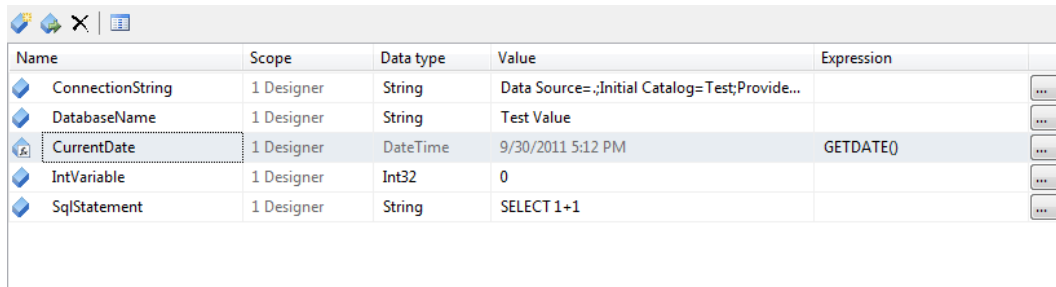 Name Scope Data type Value Expression
ConnectionString 1 Designer String Data Source=.;Initial Catalog=Test;Provide... ...
DatabaseName 1 Designer String Test Value ...
fx CurrentDate 1 Designer DateTime 9/30/2011 5:12 PM GETDATE() ...
IntVariable 1 Designer Int32 0 ...
SqlStatement 1 Designer String SELECT 1+1 ...